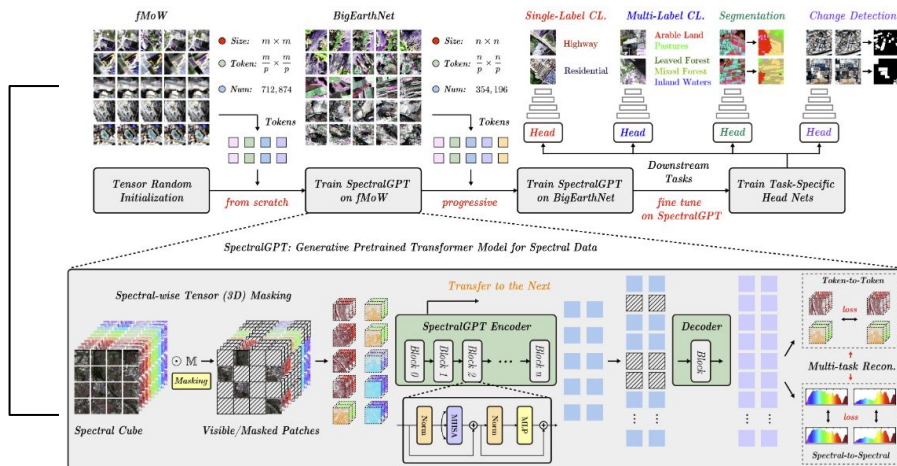 fMoW
BigEarthNet
Single-Label CL.
Multi-Label CL.
Segmentation
Change Detection
Size: m × m
Token: m/p × m/p
Num: 712,874
Tokens
Size: n × n
Token: n/p × n/p
Num: 354,196
Tokens
Highway
Residential
Arable Land
Pastures
Leaved Forest
Mixed Forest
Inland Waters
Head
Head
Head
Head
Tensor Random
Initialization
from scratch
Train SpectralGPT
on fMoW
progressive
Train SpectralGPT
on BigEarthNet
Downstream
Tasks
fine tune
on SpectralGPT
Train Task-Specific
Head Nets
SpectralGPT: Generative Pretrained Transformer Model for Spectral Data
Spectral-wise Tensor (3D) Masking
Spectral Cube
⊙ 𝕄
Masking
Visible/Masked Patches
Transfer to the Next
SpectralGPT Encoder
Block 0
Block 1
Block 2
...
Block n
Norm
MHSA
Norm
MLP
Decoder
Block
Token-to-Token
loss
Multi-task Recon.
loss
Spectral-to-Spectral